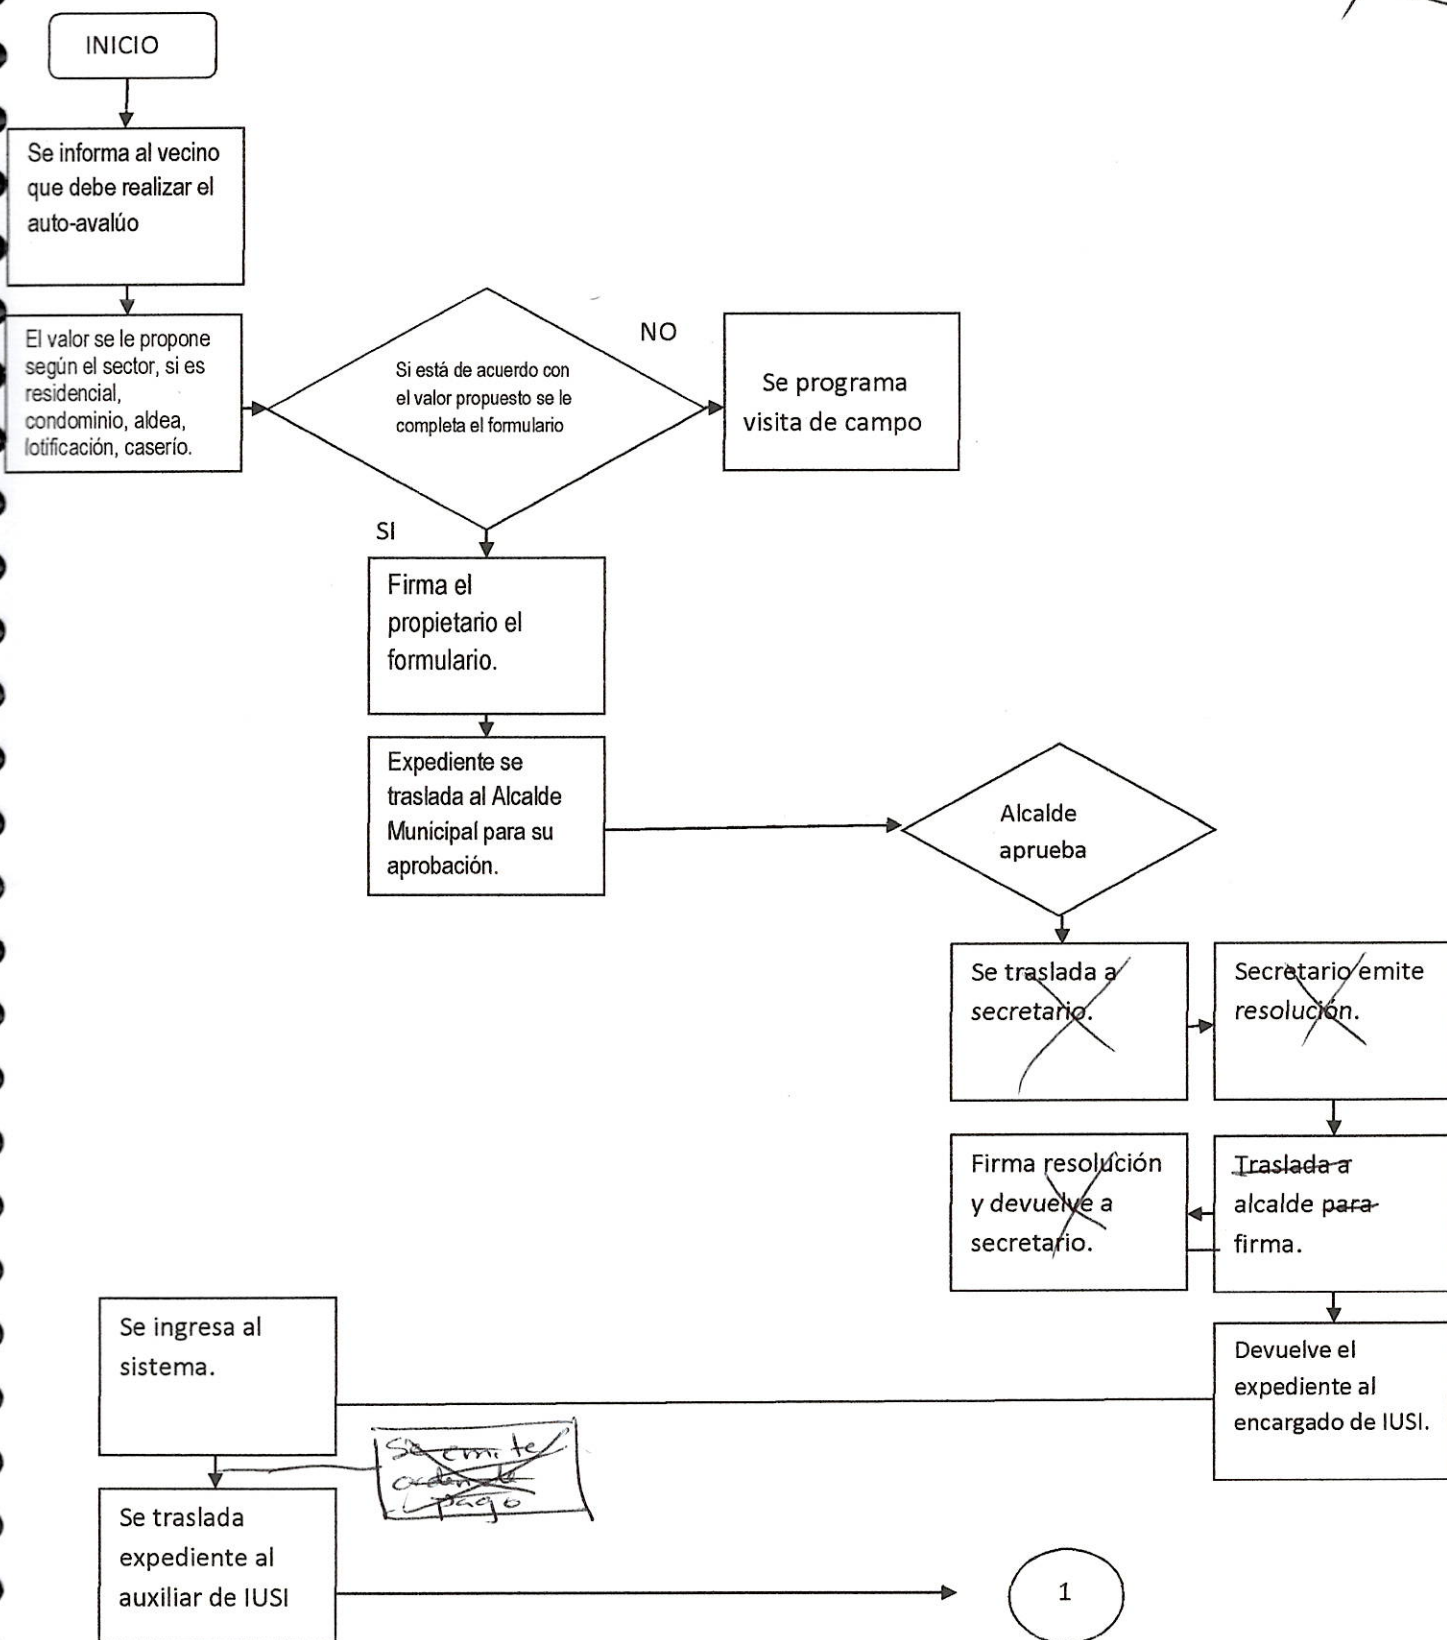 INICIO
Se informa al vecino
que debe realizar el
auto-avalúo
El valor se le propone
según el sector, si es
residencial,
condominio, aldea,
lotificación, caserío.
Si está de acuerdo con
el valor propuesto se le
completa el formulario
NO
Se programa
visita de campo
SI
Firma el
propietario el
formulario.
Expediente se
traslada al Alcalde
Municipal para su
aprobación.
Alcalde
aprueba
Se traslada a
secretario.
Secretario emite
resolución.
Traslada a
alcalde para
firma.
Firma resolución
y devuelve a
secretario.
Devuelve el
expediente al
encargado de IUSI.
Se ingresa al
sistema.
Se emite
orden de
pago
Se traslada
expediente al
auxiliar de IUSI
1